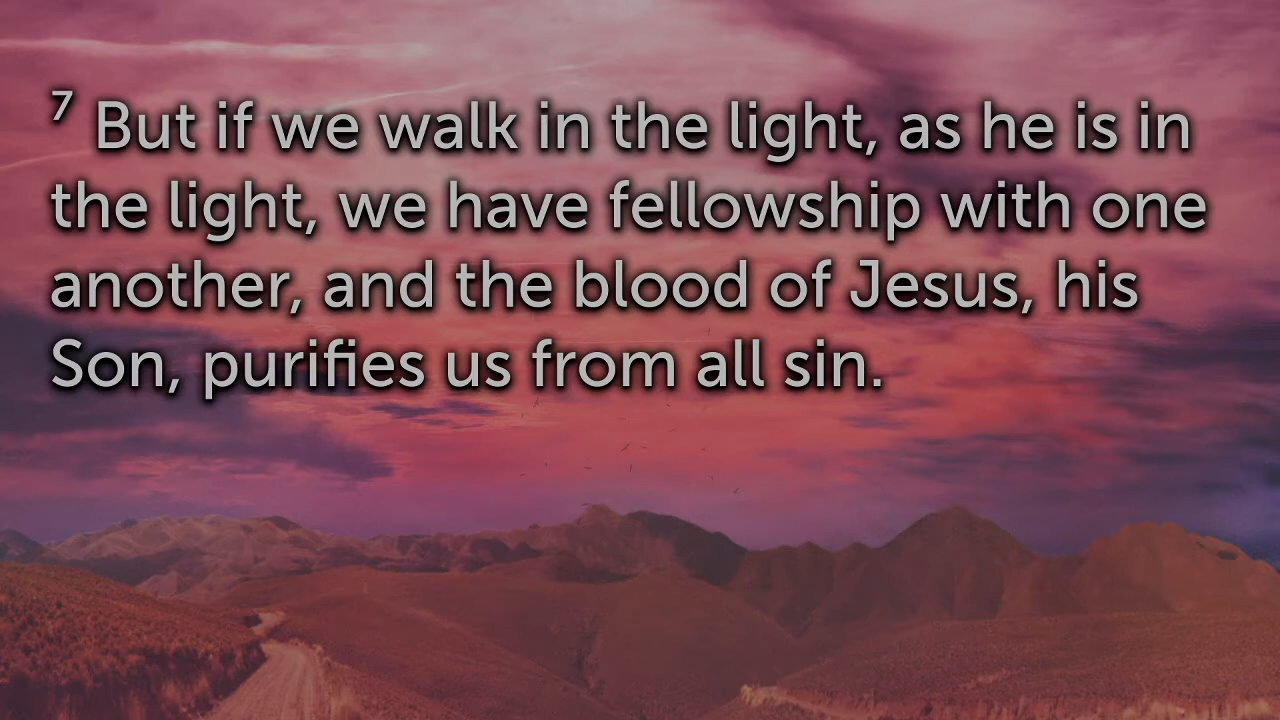 ⁷ But if we walk in the light, as he is in
the light, we have fellowship with one
another, and the blood of Jesus, his
Son, purifies us from all sin.